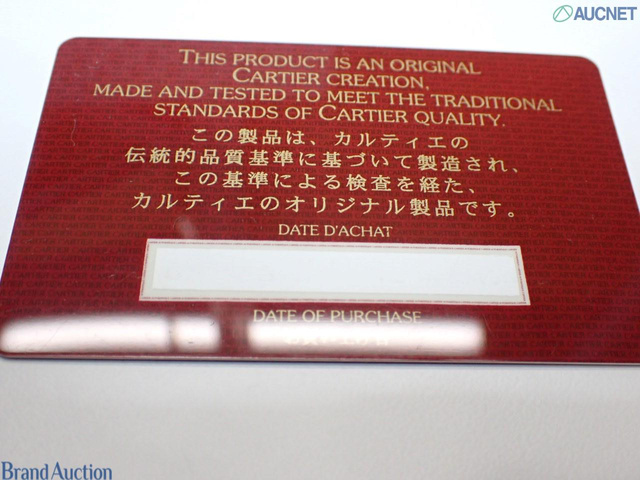 AUCNET
THIS PRODUCT IS AN ORIGINAL
CARTIER CREATION,
MADE AND TESTED TO MEET THE TRADITIONAL
STANDARDS OF CARTIER QUALITY.
この製品は、カルティエの
伝統的品質基準に基づいて製造され、
この基準による検査を経た、
カルティエのオリジナル製品です。
DATE D'ACHAT
DATE OF PURCHASE
Brand Auction